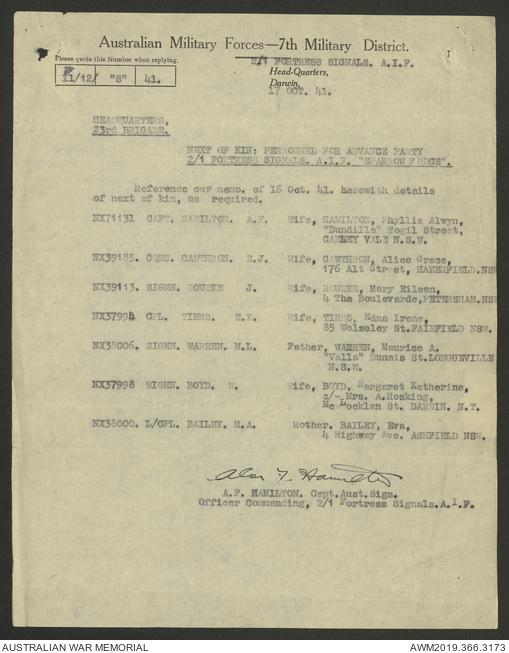 Australian Military Forces—7th Military District.
Please quote this Number when replying.
2/1 FORTRESS SIGNALS. A.I.F.
11/12/ "S" 41.
Head-Quarters,
Darwin,
17 OCT. 41.
HEADQUARTERS,
23rd BRIGADE.
NEXT OF KIN: PERSONNEL FOR ADVANCE PARTY
2/1 FORTRESS SIGNALS. A.I.F. "SPARROW FORCE".
Reference our memo. of 16 Oct. 41. herewith details
of next of kin, as required.
NX71131 CAPT. HAMILTON. A.F. Wife, HAMILTON, Phyllis Alwyn,
"Bundilla" Togil Street,
CANLEY VALE N.S.W.
NX39185. CQMS. CAWTHRON. E.J. Wife, CAWTHRON, Alice Grace,
176 Alt Street, HABERFIELD.NSW
NX39113. SIGMN. ROURKE J. Wife, ROURKE, Mary Eileen,
4 The Boulevarde,PETERSHAM.NSW
NX37994 CPL. TIMMS. E.K. Wife, TIMMS, Edna Irene,
85 Wolseley St.FAIRFIELD NSW.
NX38006. SIGMN. WARREN. M.L. Father, WARREN, Maurice A.
"Valla" Dunais St.LONGUEVILLE
N.S.W.
NX37998 SIGMN. BOYD. W. Wife, BOYD, Margaret Katherine,
c/- Mrs. A.Hosking,
Mc Locklan St. DARWIN. N.T.
NX38000. L/CPL. BAILEY. H.A. Mother. BAILEY, Eva,
4 Highway Ave. ASHFIELD NSW.
Alan F. Hamilton
A.F. HAMILTON. Capt.Aust.Sigs.
Officer Commanding, 2/1 Fortress Signals.A.I.F.
AUSTRALIAN WAR MEMORIAL
AWM2019.366.3173